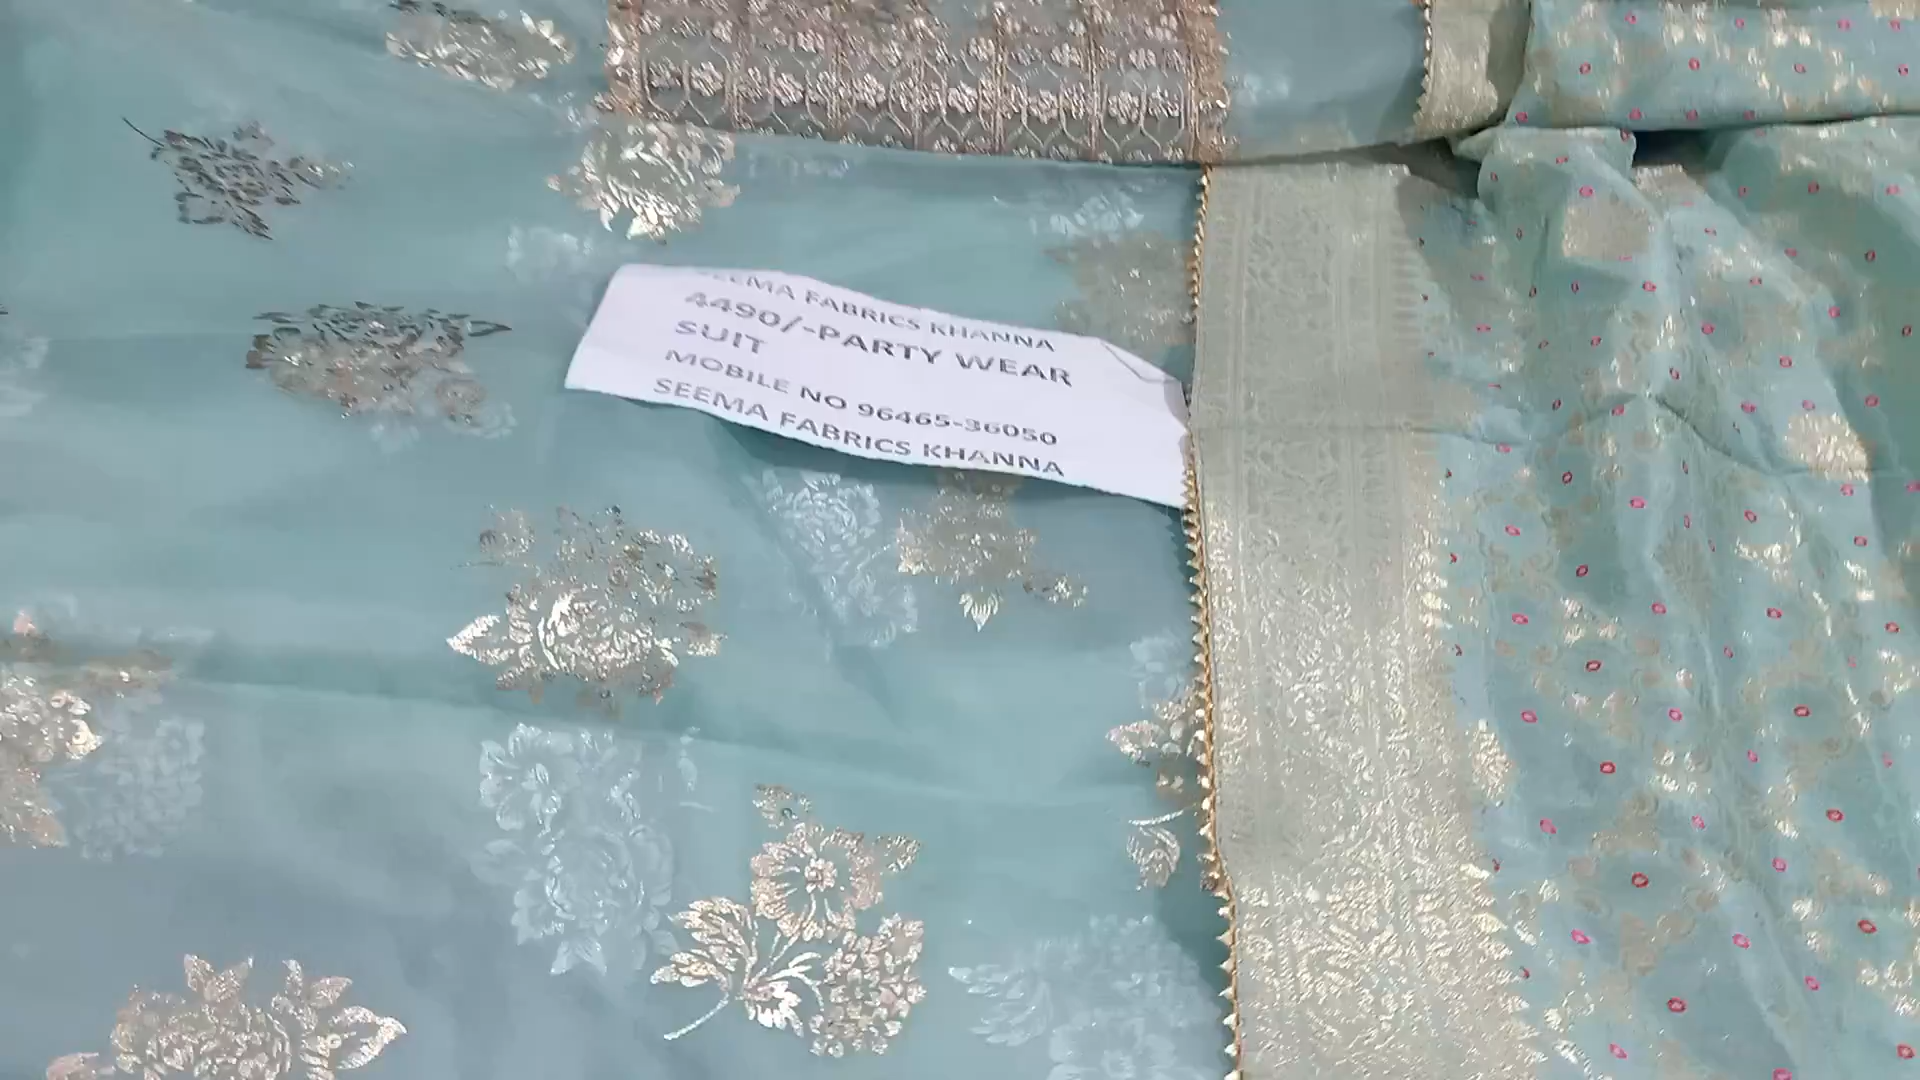 SEEMA FABRICS KHANNA
4490/-PARTY WEAR
SUIT
MOBILE NO 96465-36050
SEEMA FABRICS KHANNA